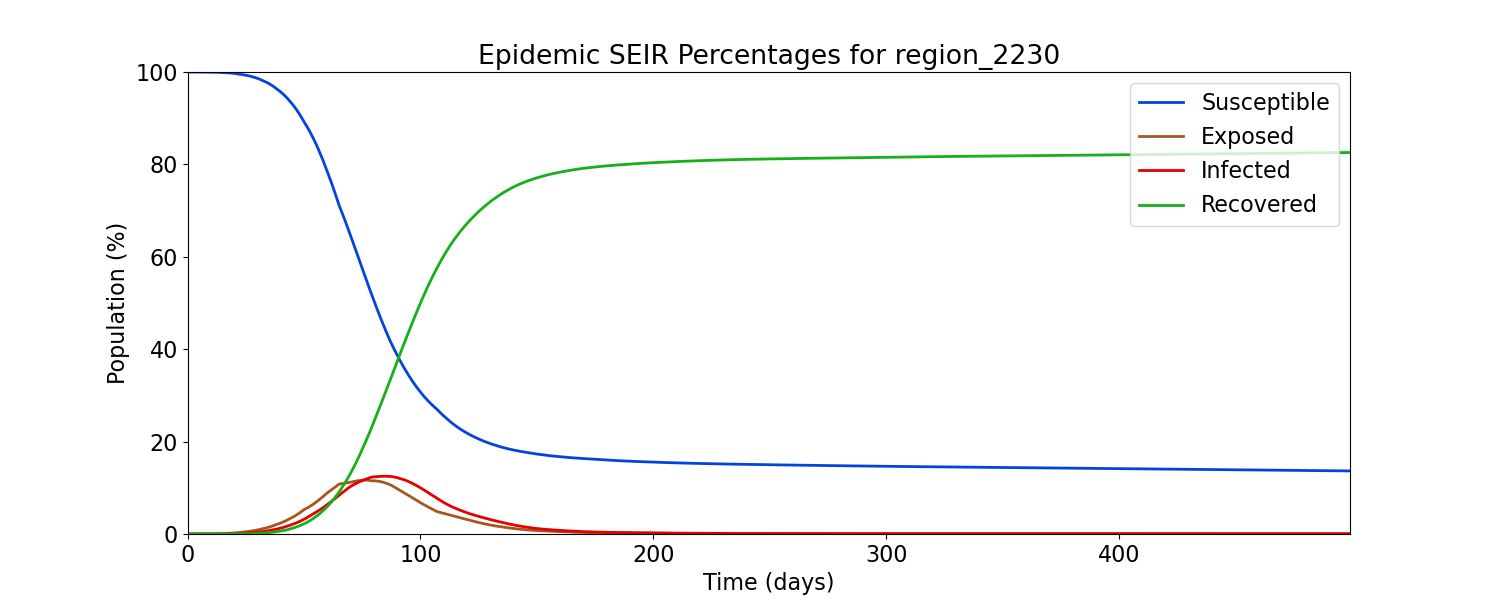 Epidemic SEIR Percentages for region_2230
Population (%)
100
80
60
40
20
0
Susceptible
Exposed
Infected
Recovered
0 100 200 300 400
Time (days)